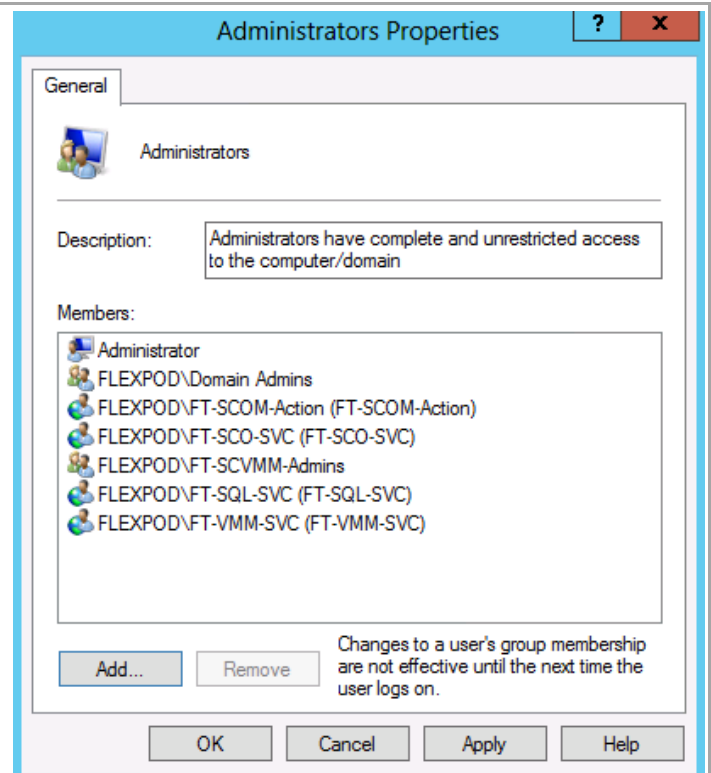 Administrators Properties
?
x
General
Administrators
Description:
Administrators have complete and unrestricted access
to the computer/domain
Members:
Administrator
FLEXPOD\Domain Admins
FLEXPOD\FT-SCOM-Action (FT-SCOM-Action)
FLEXPOD\FT-SCO-SVC (FT-SCO-SVC)
FLEXPOD\FT-SCVMM-Admins
FLEXPOD\FT-SQL-SVC (FT-SQL-SVC)
FLEXPOD\FT-VMM-SVC (FT-VMM-SVC)
Add...
Remove
Changes to a user's group membership
are not effective until the next time the
user logs on.
OK
Cancel
Apply
Help